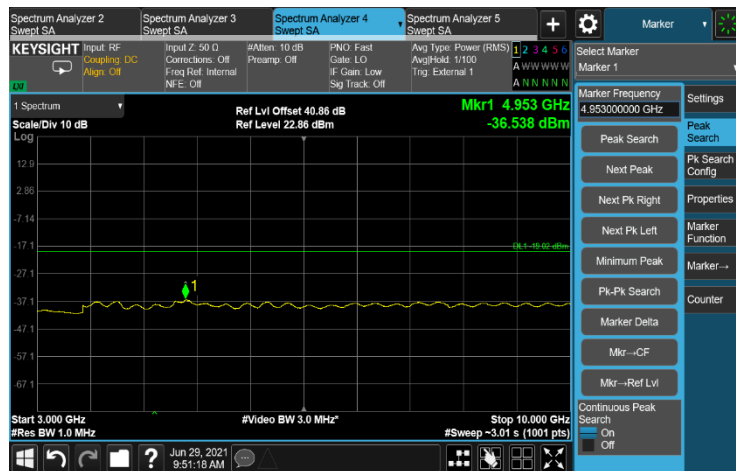 Spectrum Analyzer 2
Swept SA
Spectrum Analyzer 3
Swept SA
Spectrum Analyzer 4
Swept SA
Spectrum Analyzer 5
Swept SA
+
Marker
KEYSIGHT
Input: RF
Coupling: DC
Align: Off
Input Z: 50 Ω
Corrections: Off
Freq Ref: Internal
NFE: Off
#Atten: 10 dB
Preamp: Off
PNO: Fast
Gate: LO
IF Gain: Low
Sig Track: Off
Avg Type: Power (RMS)
Avg|Hold: 1/100
Trig: External 1
1 2 3 4 5 6
A W W W W W
A N N N N N
LXI
Select Marker
Marker 1
1 Spectrum
Scale/Div 10 dB
Log
Ref Lvl Offset 40.86 dB
Ref Level 22.86 dBm
Mkr1 4.953 GHz
-36.538 dBm
12.9
2.86
-7.14
-17.1
-27.1
-37.1
-47.1
-57.1
-67.1
DL1 -19.02 dBm
1
Start 3.000 GHz
#Res BW 1.0 MHz
#Video BW 3.0 MHz*
Stop 10.000 GHz
#Sweep ~3.01 s (1001 pts)
Marker Frequency
4.953000000 GHz
Peak Search
Next Peak
Next Pk Right
Next Pk Left
Minimum Peak
Pk-Pk Search
Marker Delta
Mkr→CF
Mkr→Ref Lvl
Continuous Peak
Search
On
Off
Settings
Peak
Search
Pk Search
Config
Properties
Marker
Function
Marker→
Counter
?
Jun 29, 2021
9:51:18 AM